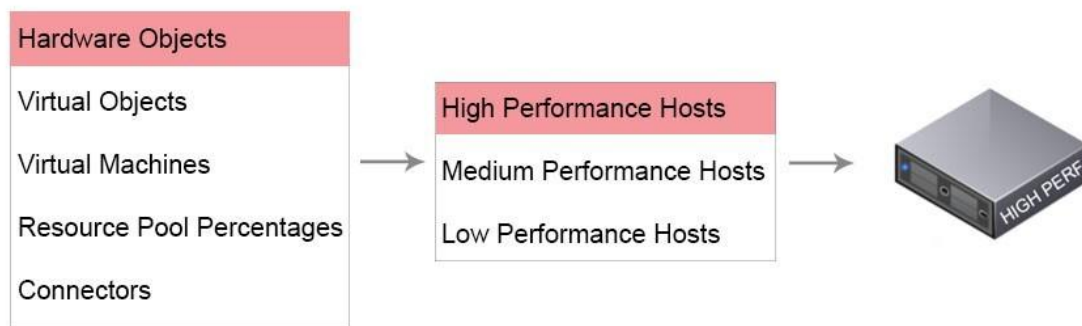 Hardware Objects
Virtual Objects
Virtual Machines
Resource Pool Percentages
Connectors
High Performance Hosts
Medium Performance Hosts
Low Performance Hosts
HIGH PERF